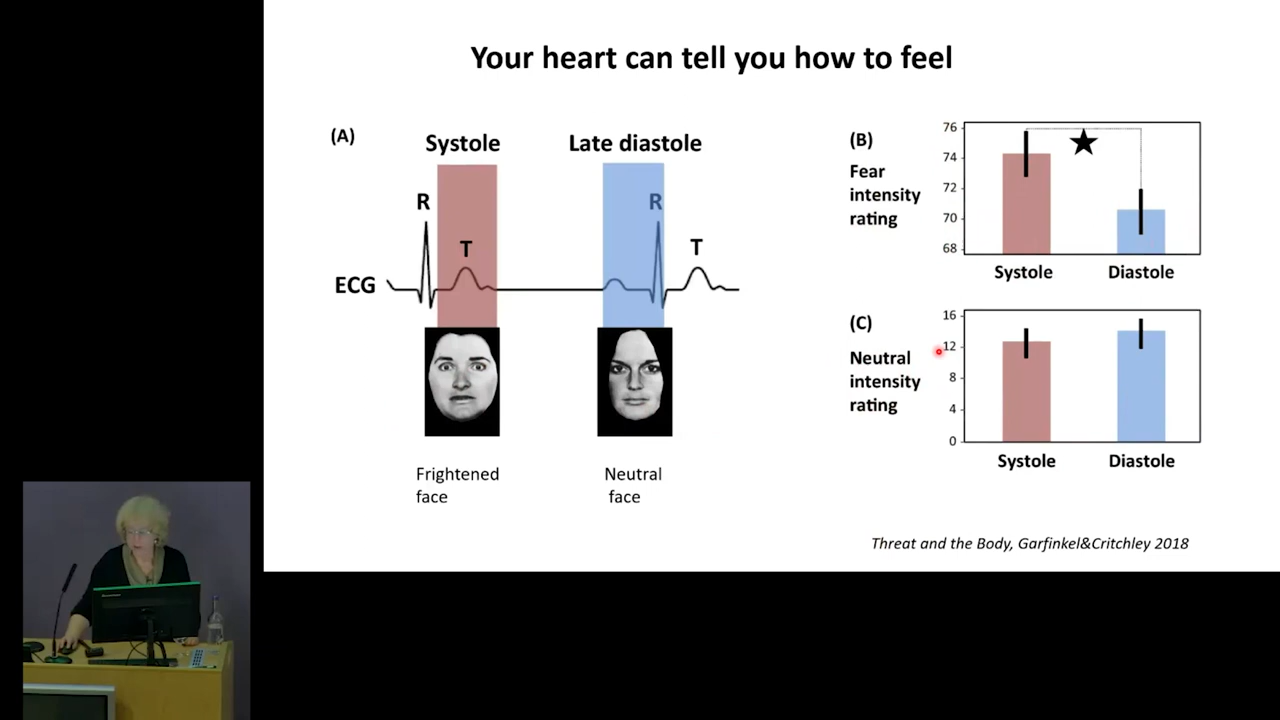 Your heart can tell you how to feel
(A)
Systole
Late diastole
R
R
T
T
ECG
Frightened
face
Neutral
face
(B)
Fear
intensity
rating
76
74
72
70
68
Systole
Diastole
(C)
Neutral
intensity
rating
16
12
8
4
0
Systole
Diastole
Threat and the Body, Garfinkel&Critchley 2018